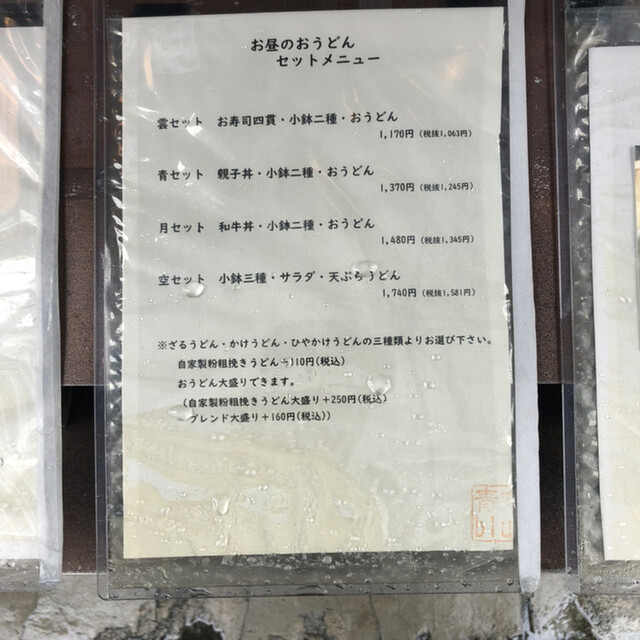 お昼のおうどん
セットメニュー
雲セット お寿司四貫・小鉢二種・おうどん
1,170円(税抜1,063円)
青セット 親子丼・小鉢二種・おうどん
1,370円(税抜1,245円)
月セット 和牛丼・小鉢二種・おうどん
1,480円(税抜1,345円)
空セット 小鉢三種・サラダ・天ぷらうどん
1,740円(税抜1,581円)
※ざるうどん・かけうどん・ひやかけうどんの三種類よりお選び下さい。
自家製粉粗挽きうどん+110円(税込)
おうどん大盛りできます。
(自家製粉粗挽きうどん大盛り+250円(税込)
ブレンド大盛り+160円(税込))